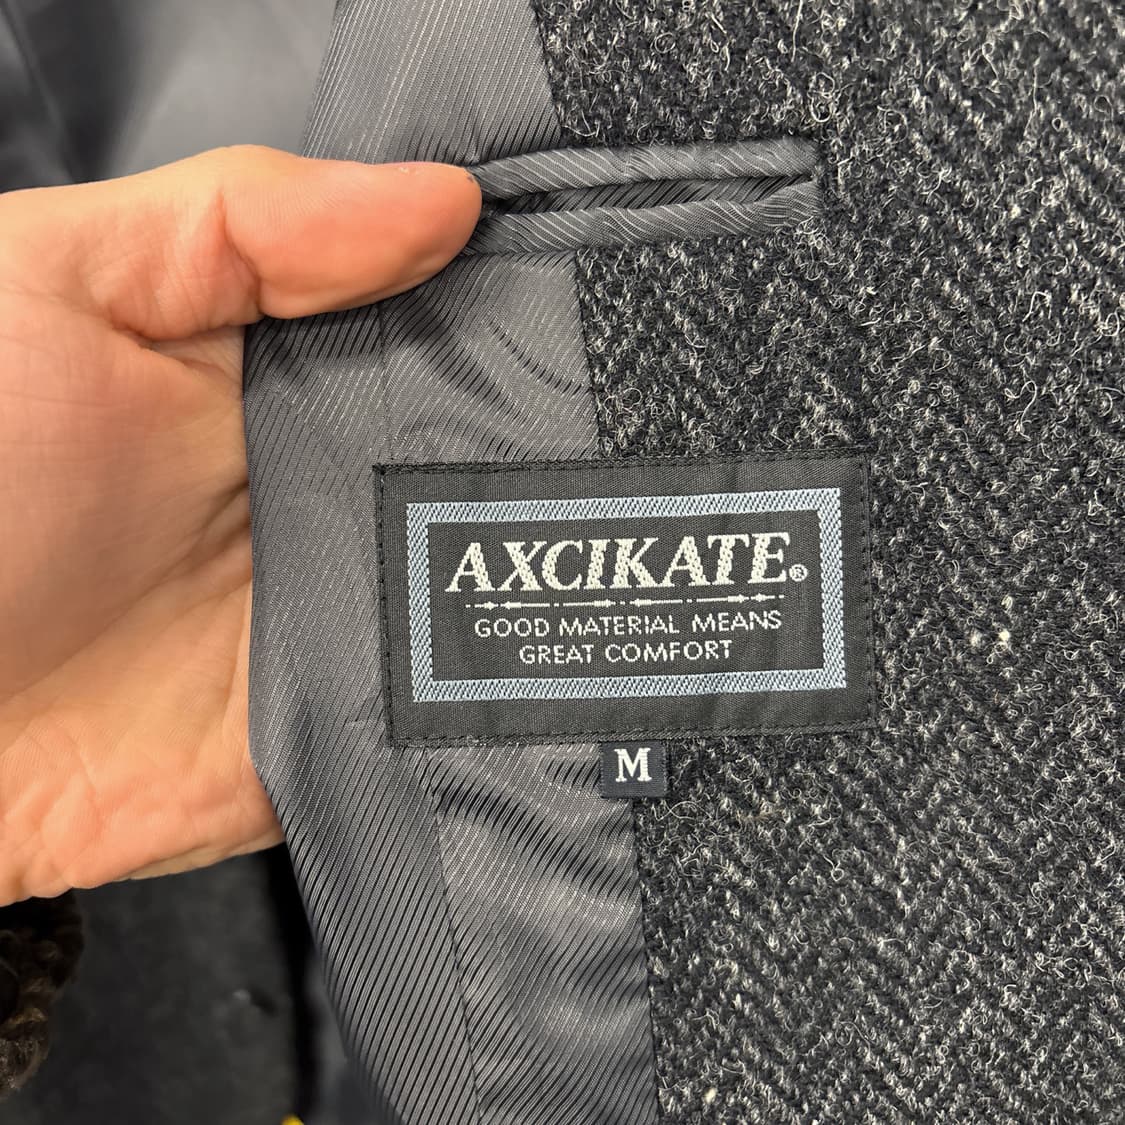 AXCIKATE®
GOOD MATERIAL MEANS
GREAT COMFORT
M